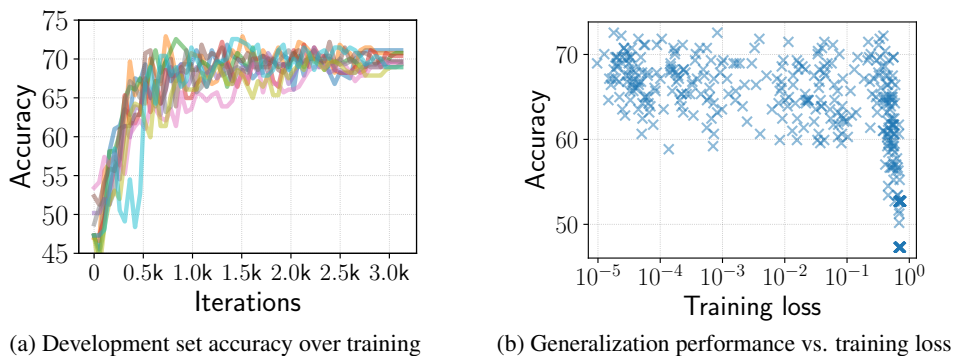 75
70
65
60
55
50
45
Accuracy
0 0.5k 1.0k 1.5k 2.0k 2.5k 3.0k
Iterations
(a) Development set accuracy over training
70
60
50
Accuracy
10⁻⁵ 10⁻⁴ 10⁻³ 10⁻² 10⁻¹ 10⁰
Training loss
(b) Generalization performance vs. training loss